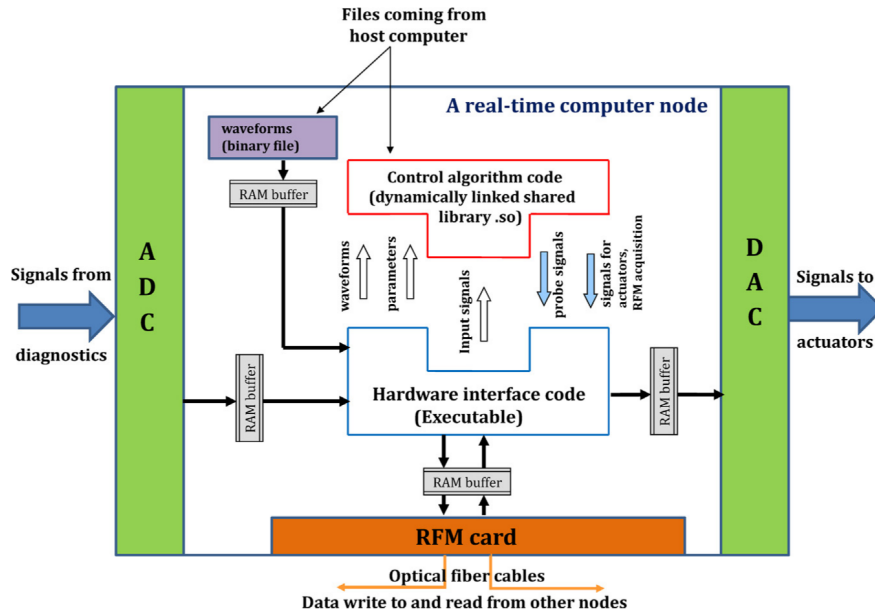 Files coming from
host computer
A real-time computer node
waveforms
(binary file)
RAM buffer
Control algorithm code
(dynamically linked shared
library .so)
A
D
C
D
A
C
Signals from
diagnostics
waveforms
parameters
Input signals
probe signals
signals for
actuators,
RFM acquisition
Signals to
actuators
RAM buffer
Hardware interface code
(Executable)
RAM buffer
RAM buffer
RFM card
Optical fiber cables
Data write to and read from other nodes